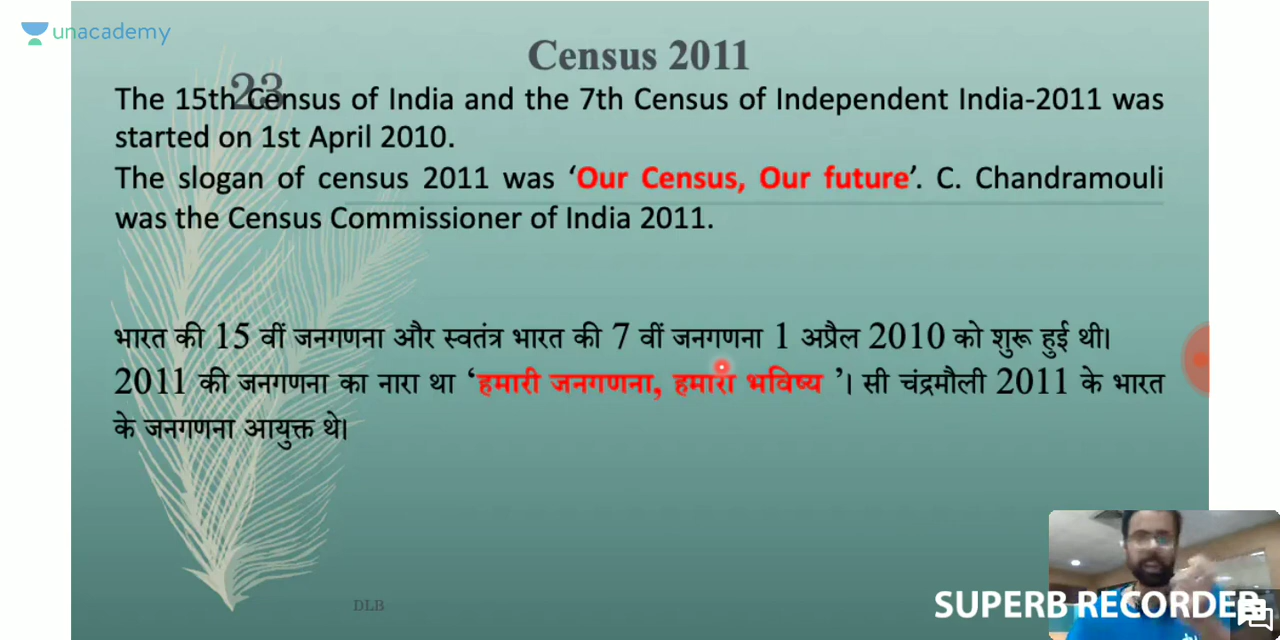 unacademy
Census 2011
23
The 15th Census of India and the 7th Census of Independent India-2011 was
started on 1st April 2010.
The slogan of census 2011 was ‘Our Census, Our future’. C. Chandramouli
was the Census Commissioner of India 2011.
भारत की 15 वीं जनगणना और स्वतंत्र भारत की 7 वीं जनगणना 1 अप्रैल 2010 को शुरू हुई थी।
2011 की जनगणना का नारा था ‘हमारी जनगणना, हमारा भविष्य ’। सी चंद्रमौली 2011 के भारत
के जनगणना आयुक्त थे।
DLB
SUPERB RECORDER